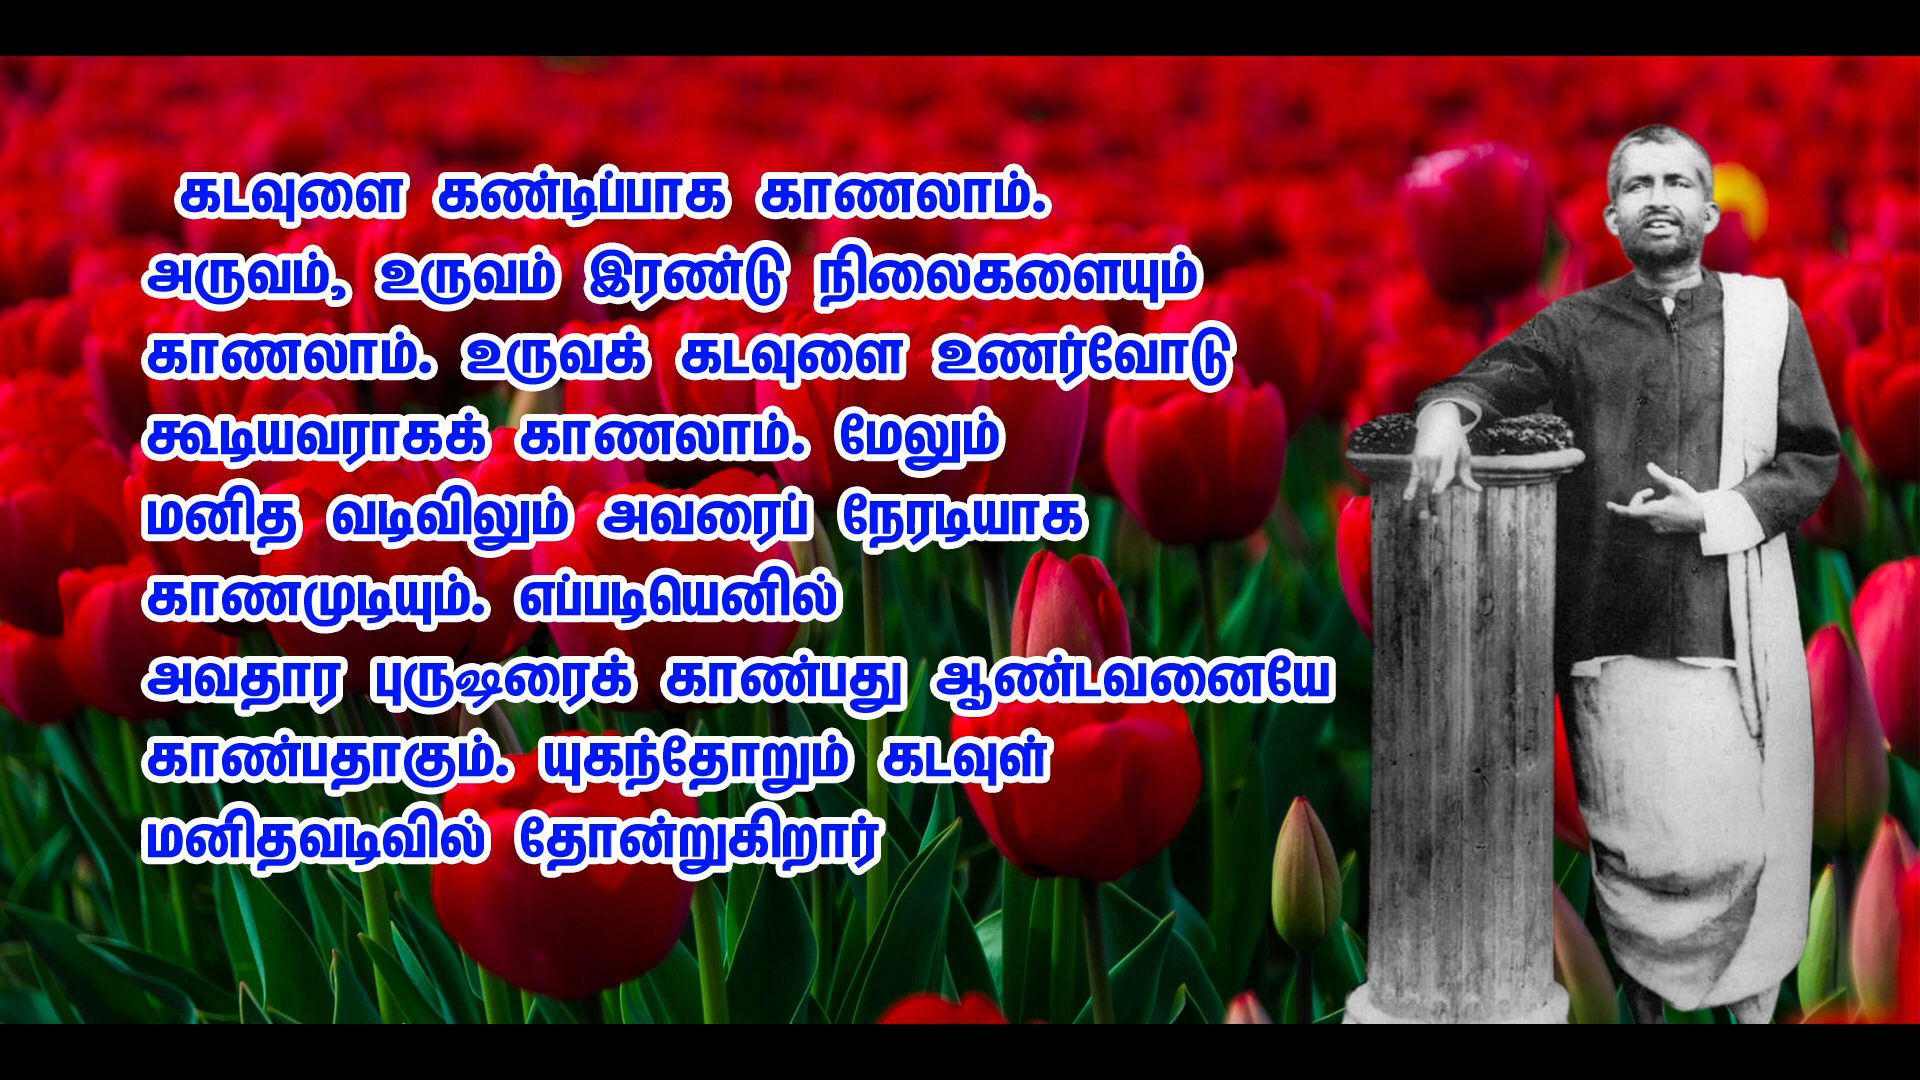 கடவுளை கண்டிப்பாக காணலாம்.
அருவம், உருவம் இரண்டு நிலைகளையும்
காணலாம். உருவக் கடவுளை உணர்வோடு
கூடியவராகக் காணலாம். மேலும்
மனித வடிவிலும் அவரைப் நேரடியாக
காணமுடியும். எப்படியெனில்
அவதார புருஷரைக் காண்பது ஆண்டவனையே
காண்பதாகும். யுகந்தோறும் கடவுள்
மனிதவடிவில் தோன்றுகிறார்